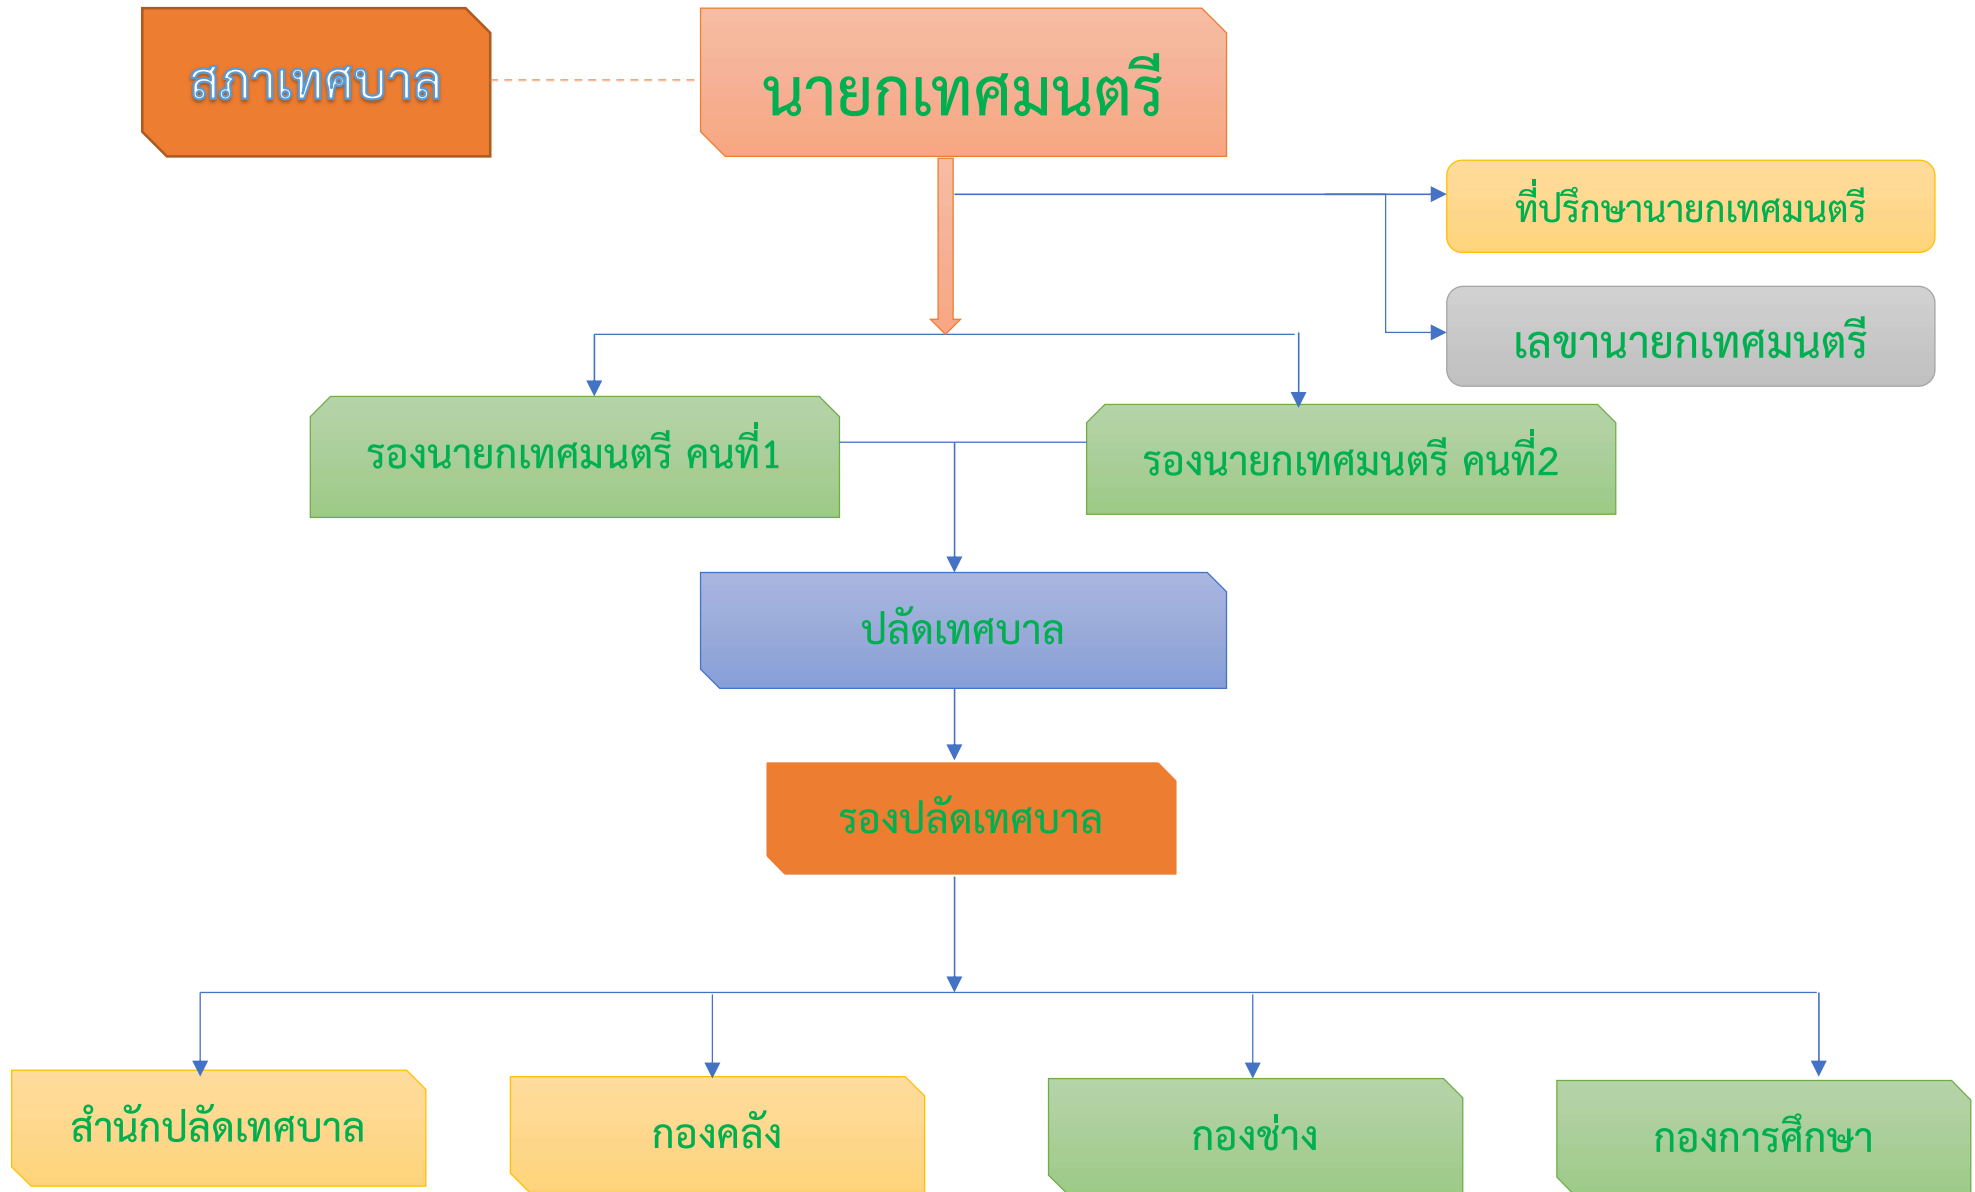 สภาเทศบาล
นายกเทศมนตรี
ที่ปรึกษานายกเทศมนตรี
เลขานายกเทศมนตรี
รองนายกเทศมนตรี คนที่1
รองนายกเทศมนตรี คนที่2
ปลัดเทศบาล
รองปลัดเทศบาล
สำนักปลัดเทศบาล
กองคลัง
กองช่าง
กองการศึกษา